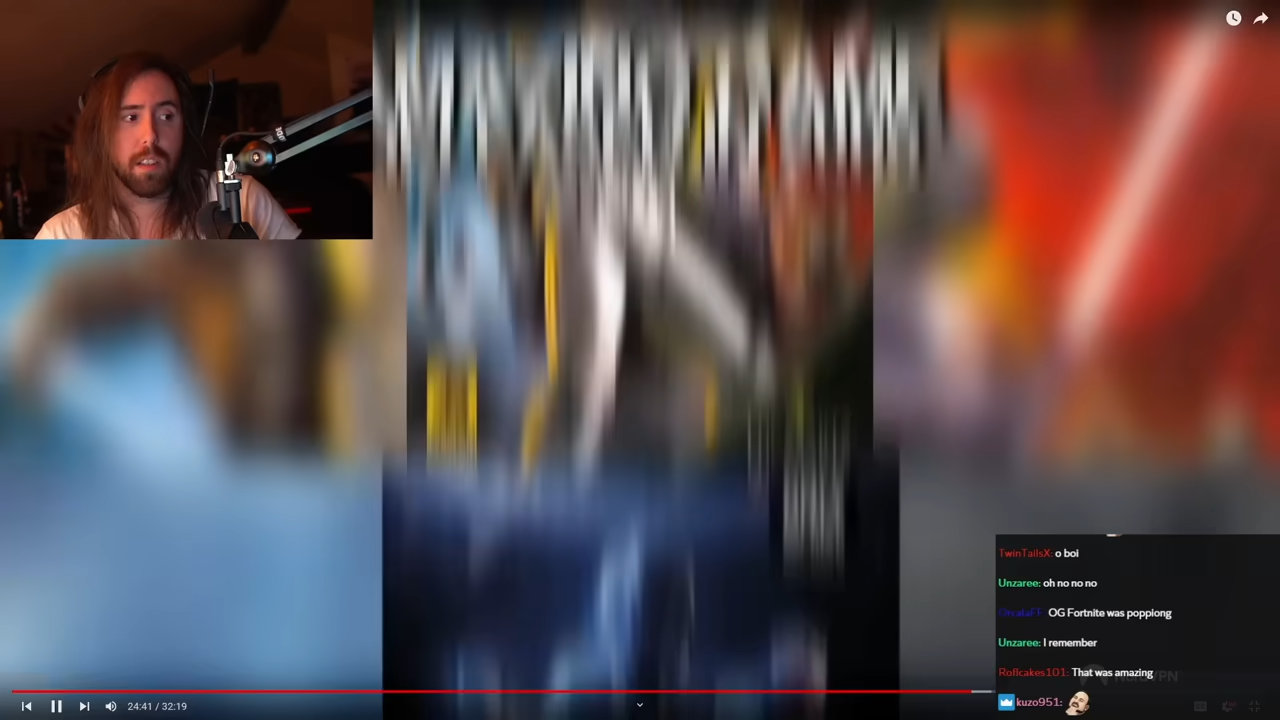 TwinTailsX: o boi
Unzaree: oh no no no
OG Fortnite was poppiong
Unzaree: I remember
Roflcakes101: That was amazing
kuzo951:
24:41 / 32:19